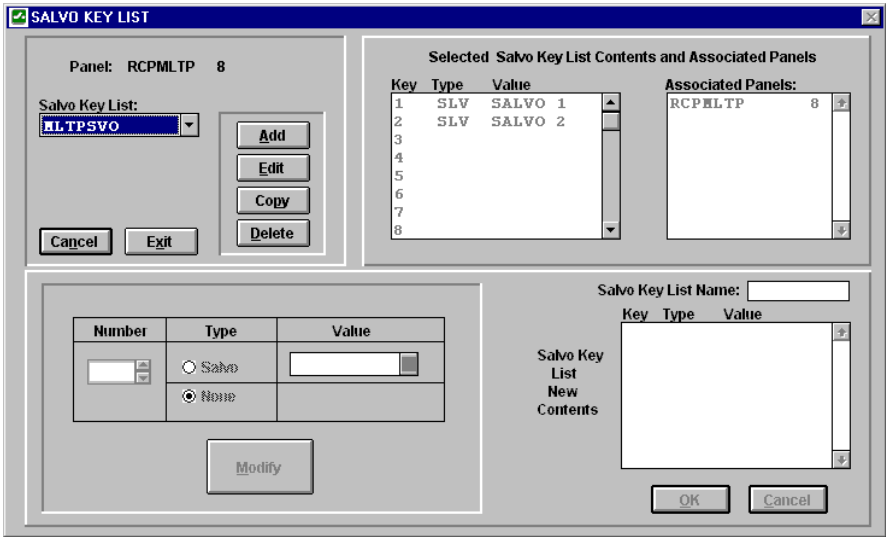 SALVO KEY LIST
Panel: RCPMLTP 8
Salvo Key List:
MLTPSVO
Add
Edit
Copy
Delete
Cancel
Exit
Selected Salvo Key List Contents and Associated Panels
Key Type Value
1 SLV SALVO 1
2 SLV SALVO 2
3
4
5
6
7
8
Associated Panels:
RCPMLTP 8
Number Type Value
Salvo
None
Modify
Salvo Key List Name:
Key Type Value
Salvo Key
List
New
Contents
OK
Cancel